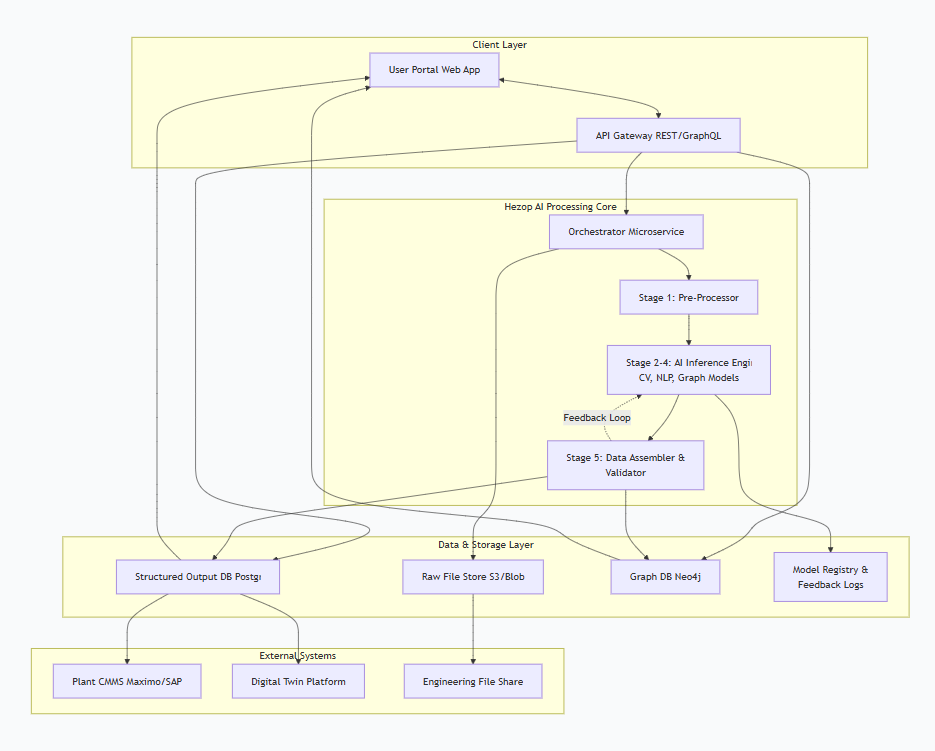 Client Layer
User Portal Web App
API Gateway REST/GraphQL
Hezop AI Processing Core
Orchestrator Microservice
Stage 1: Pre-Processor
Stage 2-4: AI Inference Engi
CV, NLP, Graph Models
Feedback Loop
Stage 5: Data Assembler &
Validator
Data & Storage Layer
Structured Output DB Postgr
Raw File Store S3/Blob
Graph DB Neo4j
Model Registry &
Feedback Logs
External Systems
Plant CMMS Maximo/SAP
Digital Twin Platform
Engineering File Share